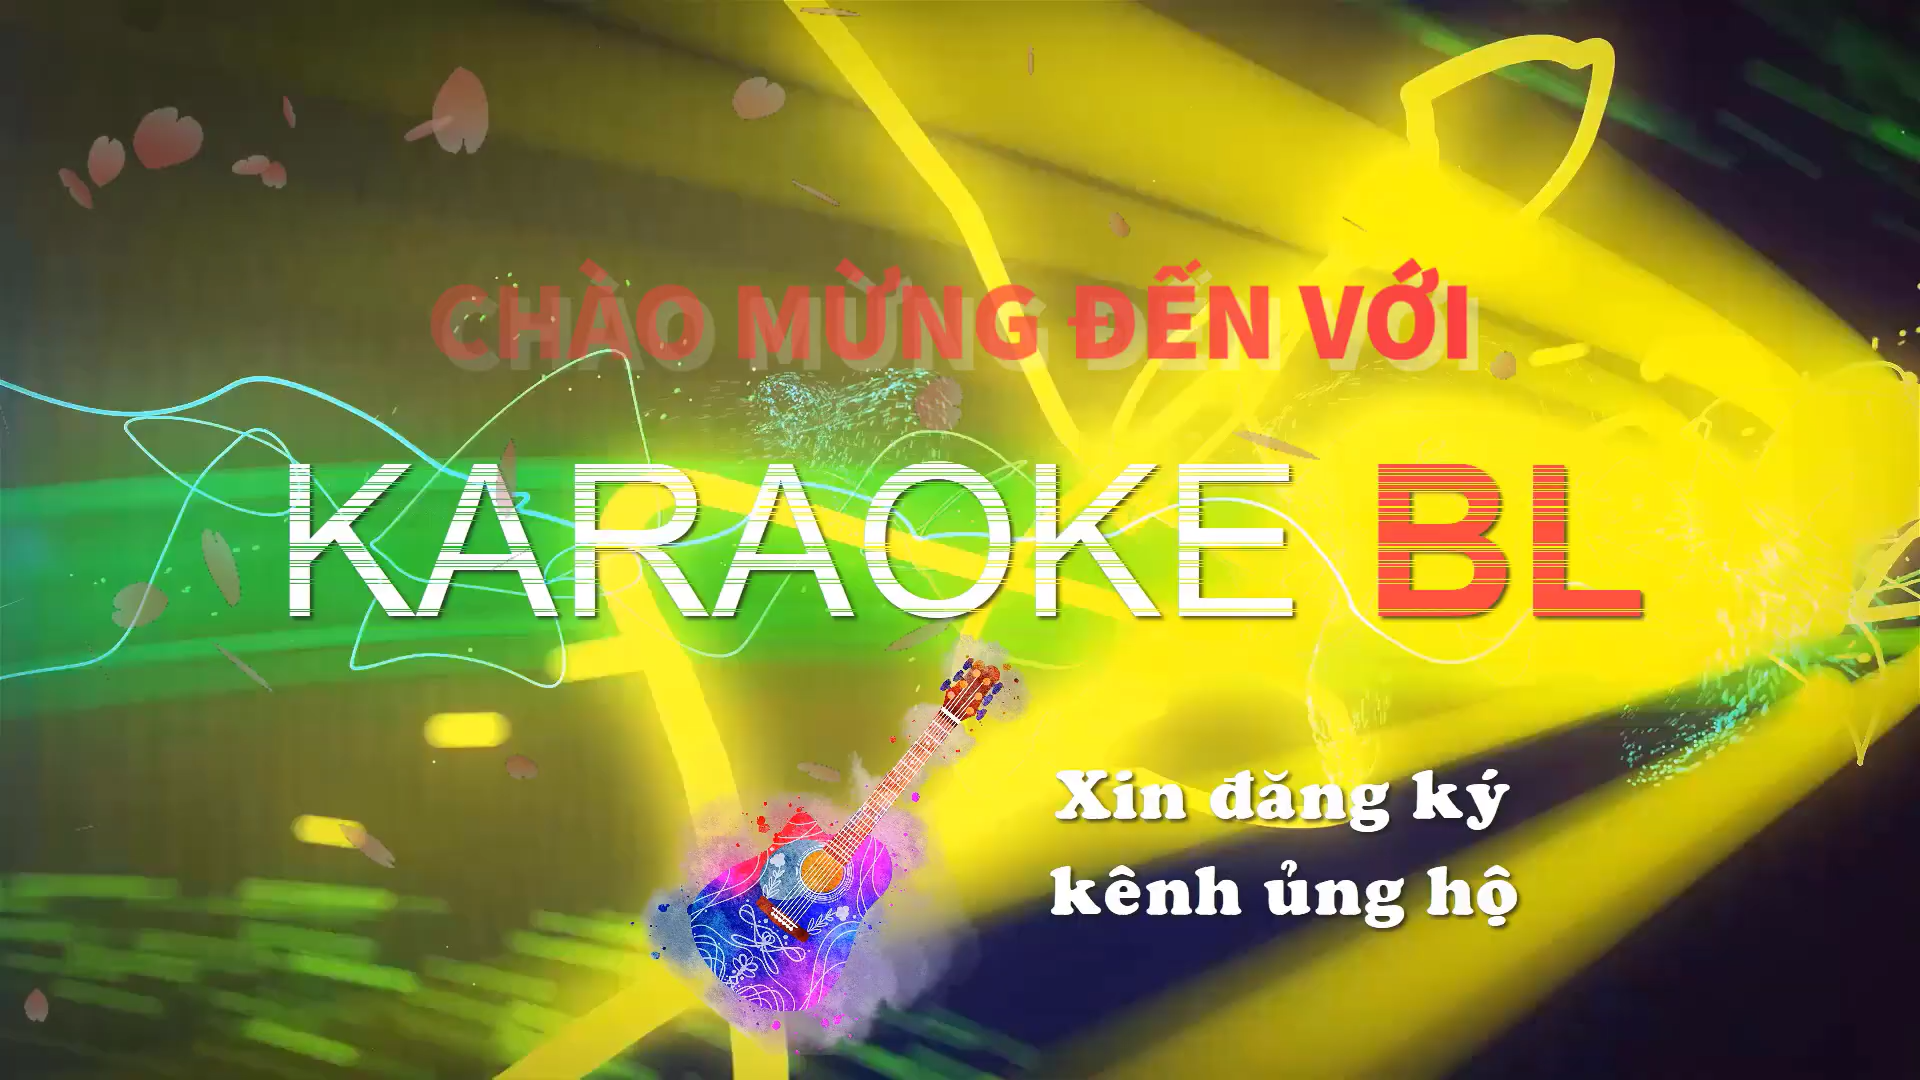 CHÀO MỪNG ĐẾN VỚI
KARAOKE BL
Xin đăng ký
kênh ủng hộ